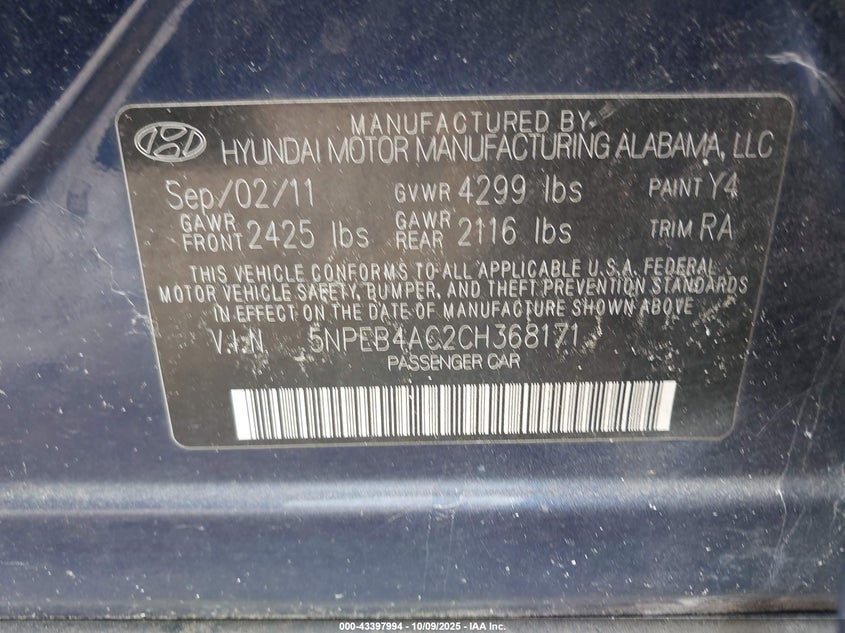 MANUFACTURED BY
HYUNDAI MOTOR MANUFACTURING ALABAMA, LLC
Sep/02/11 GVWR 4299 lbs PAINT Y4
GAWR FRONT 2425 lbs GAWR REAR 2116 lbs TRIM RA
THIS VEHICLE CONFORMS TO ALL APPLICABLE U.S.A. FEDERAL
MOTOR VEHICLE SAFETY, BUMPER, AND THEFT PREVENTION STANDARDS
IN EFFECT ON THE DATE OF MANUFACTURE SHOWN ABOVE
V.I.N 5NPEB4AC2CH368171
PASSENGER CAR
000-43397994 - 10/09/2025 - IAAI.COM